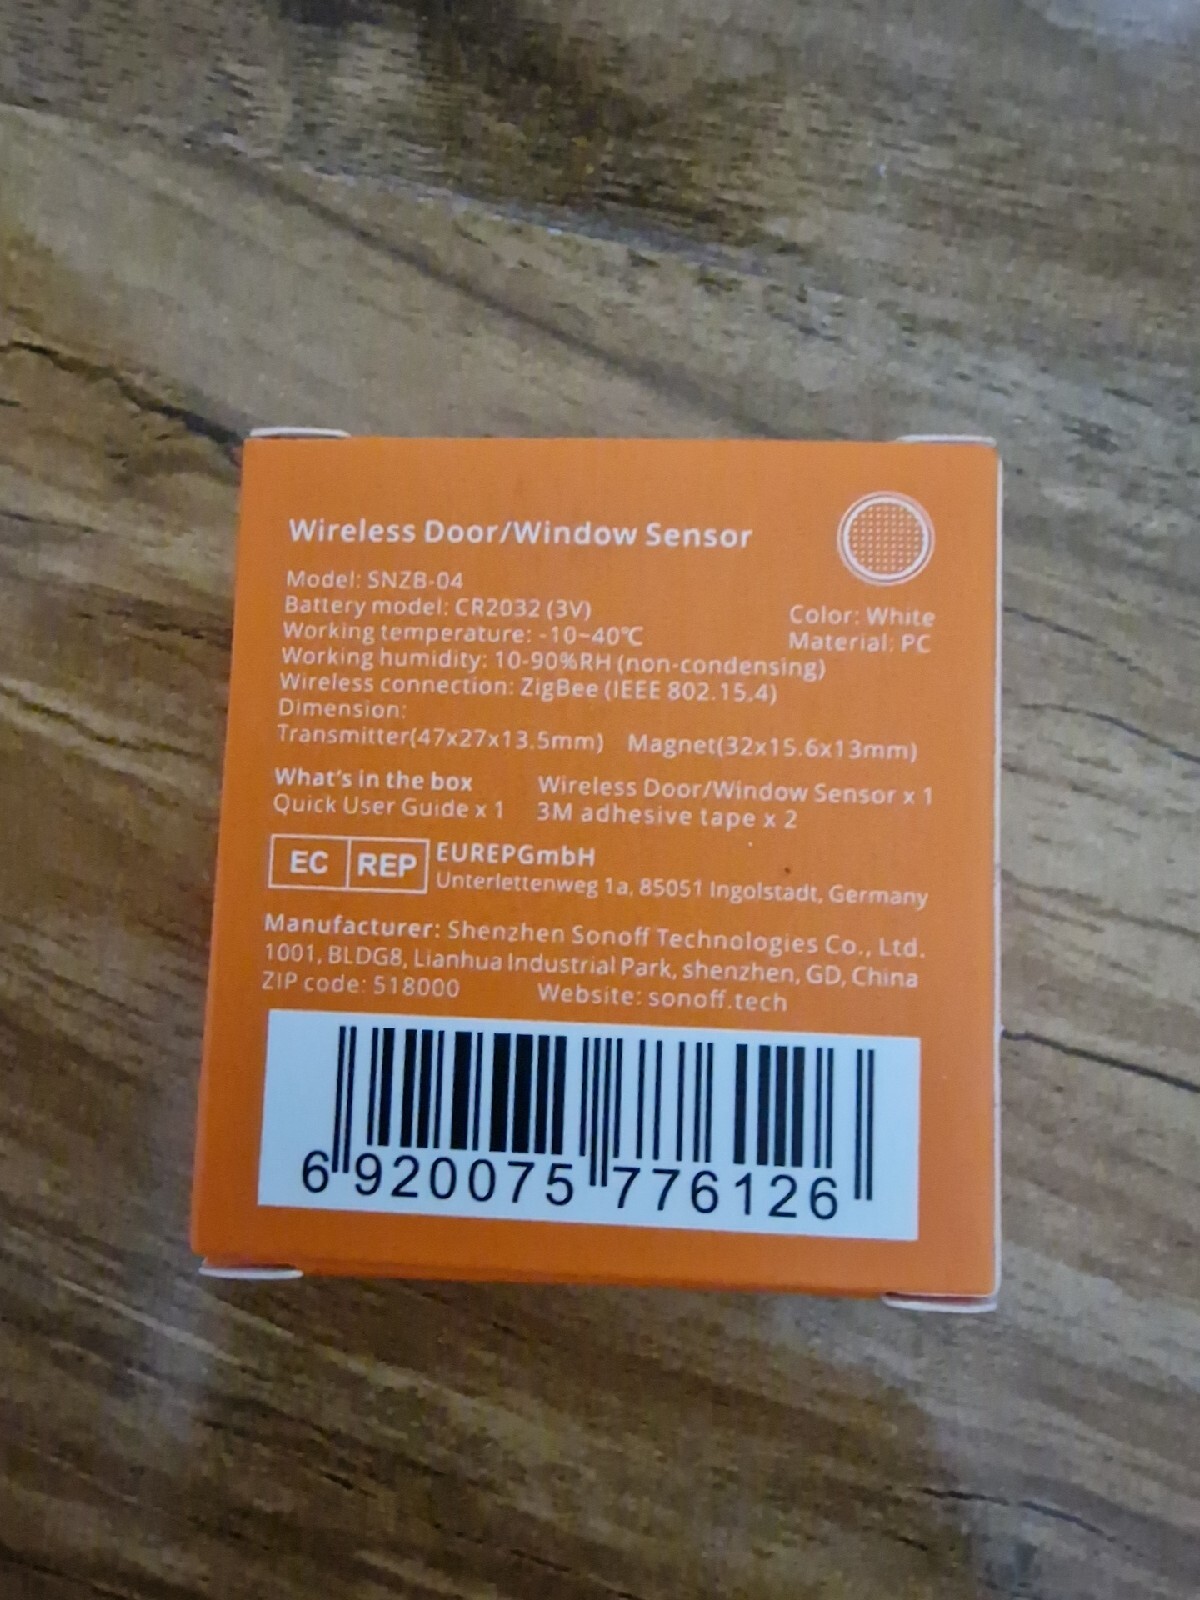 Wireless Door/Window Sensor
Model: SNZB-04
Battery model: CR2032 (3V)
Color: White
Working temperature: -10~40℃
Material: PC
Working humidity: 10-90%RH (non-condensing)
Wireless connection: ZigBee (IEEE 802.15.4)
Dimension:
Transmitter(47x27x13.5mm) Magnet(32x15.6x13mm)
What's in the box Wireless Door/Window Sensor x 1
Quick User Guide x 1 3M adhesive tape x 2
EC REP EUREPGmbH
Unterlettenweg 1a, 85051 Ingolstadt, Germany
Manufacturer: Shenzhen Sonoff Technologies Co., Ltd.
1001, BLDG8, Lianhua Industrial Park, shenzhen, GD, China
ZIP code: 518000 Website: sonoff.tech
6 920075 776126